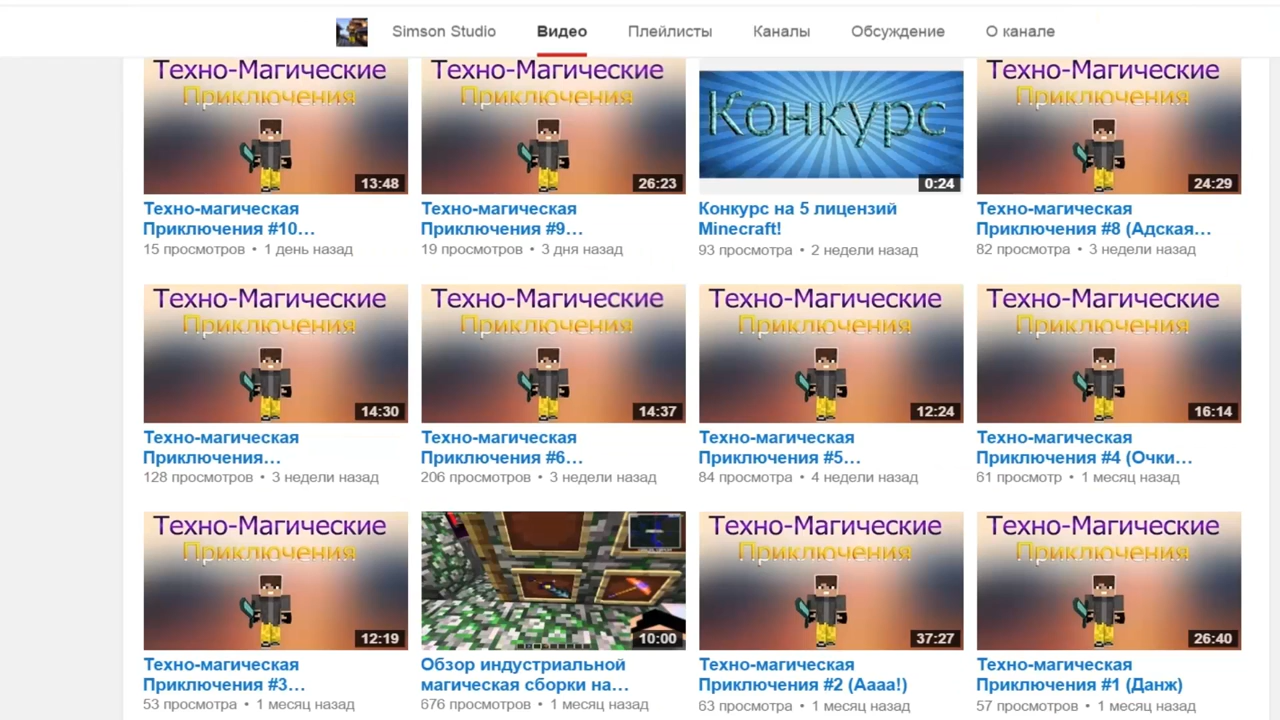 Simson Studio Видео Плейлисты Каналы Обсуждение О канале
Техно-Магические Техно-Магические Конкурс Техно-Магические
Приключения Приключения Приключения
13:48 26:23 0:24 24:29
Техно-магическая Техно-магическая Конкурс на 5 лицензий Техно-магическая
Приключения #10... Приключения #9... Minecraft! Приключения #8 (Адская...
15 просмотров • 1 день назад 19 просмотров • 3 дня назад 93 просмотра • 2 недели назад 82 просмотра • 3 недели назад
Техно-Магические Техно-Магические Техно-Магические Техно-Магические
Приключения Приключения Приключения Приключения
14:30 14:37 12:24 16:14
Техно-магическая Техно-магическая Техно-магическая Техно-магическая
Приключения... Приключения #6... Приключения #5... Приключения #4 (Очки...
128 просмотров • 3 недели назад 206 просмотров • 3 недели назад 84 просмотра • 4 недели назад 61 просмотр • 1 месяц назад
Техно-Магические Техно-Магические Техно-Магические
Приключения Приключения Приключения
12:19 10:00 37:27 26:40
Техно-магическая Обзор индустриальной Техно-магическая Техно-магическая
Приключения #3... магическая сборки на... Приключения #2 (Аааа!) Приключения #1 (Данж)
53 просмотра • 1 месяц назад 676 просмотров • 1 месяц назад 63 просмотра • 1 месяц назад 57 просмотров • 1 месяц назад